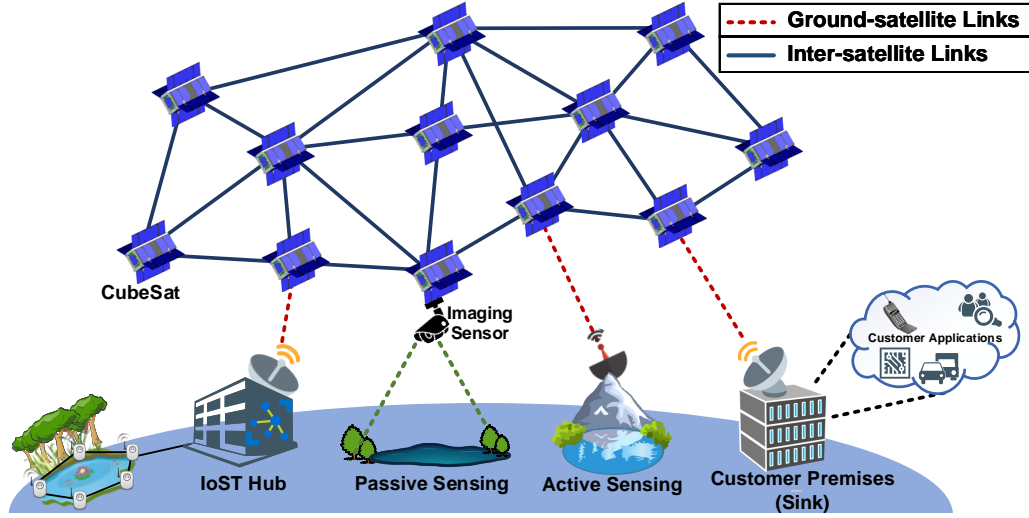 Ground-satellite Links
Inter-satellite Links
CubeSat
Imaging
Sensor
Customer Applications
IoST Hub
Passive Sensing
Active Sensing
Customer Premises
(Sink)